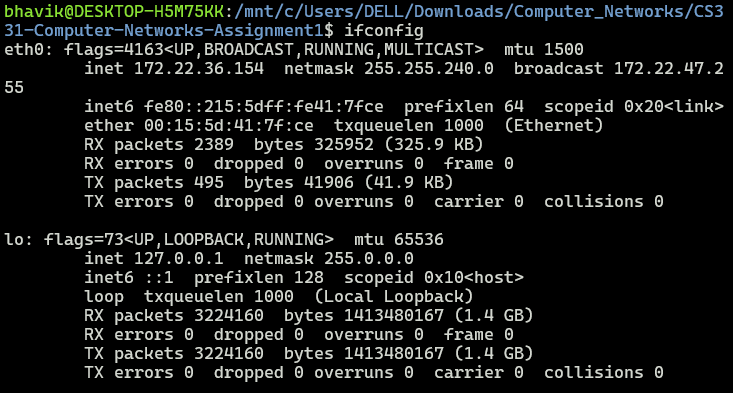 bhavik@DESKTOP-H5M75KK:/mnt/c/Users/DELL/Downloads/Computer_Networks/CS3
31-Computer-Networks-Assignment1$ ifconfig
eth0: flags=4163<UP,BROADCAST,RUNNING,MULTICAST>  mtu 1500
        inet 172.22.36.154  netmask 255.255.240.0  broadcast 172.22.47.2
55
        inet6 fe80::215:5dff:fe41:7fce  prefixlen 64  scopeid 0x20<link>
        ether 00:15:5d:41:7f:ce  txqueuelen 1000  (Ethernet)
        RX packets 2389  bytes 325952 (325.9 KB)
        RX errors 0  dropped 0  overruns 0  frame 0
        TX packets 495  bytes 41906 (41.9 KB)
        TX errors 0  dropped 0 overruns 0  carrier 0  collisions 0

lo: flags=73<UP,LOOPBACK,RUNNING>  mtu 65536
        inet 127.0.0.1  netmask 255.0.0.0
        inet6 ::1  prefixlen 128  scopeid 0x10<host>
        loop  txqueuelen 1000  (Local Loopback)
        RX packets 3224160  bytes 1413480167 (1.4 GB)
        RX errors 0  dropped 0  overruns 0  frame 0
        TX packets 3224160  bytes 1413480167 (1.4 GB)
        TX errors 0  dropped 0 overruns 0  carrier 0  collisions 0